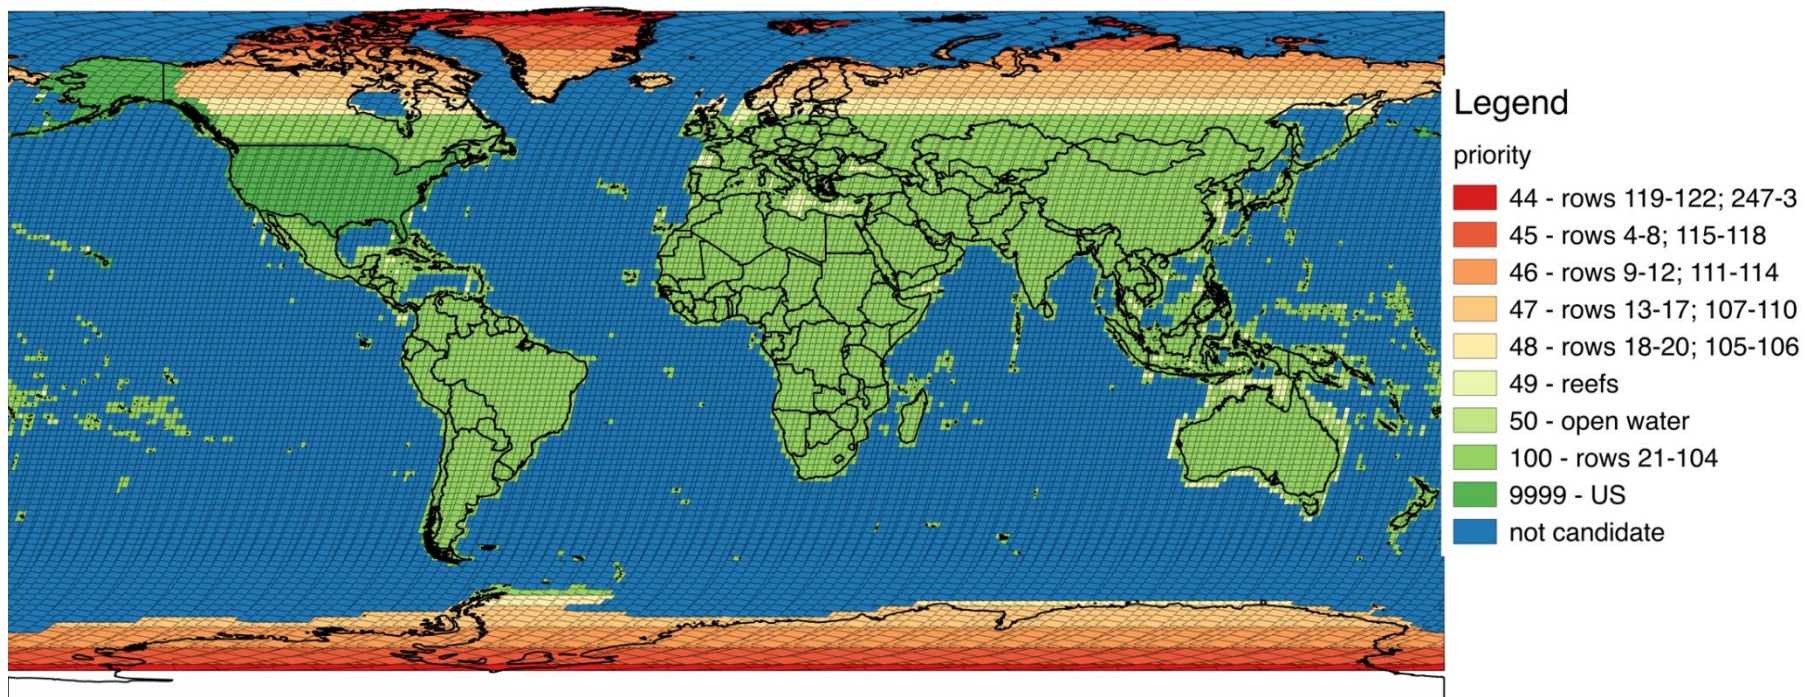 Legend
priority
44 - rows 119-122; 247-3
45 - rows 4-8; 115-118
46 - rows 9-12; 111-114
47 - rows 13-17; 107-110
48 - rows 18-20; 105-106
49 - reefs
50 - open water
100 - rows 21-104
9999 - US
not candidate